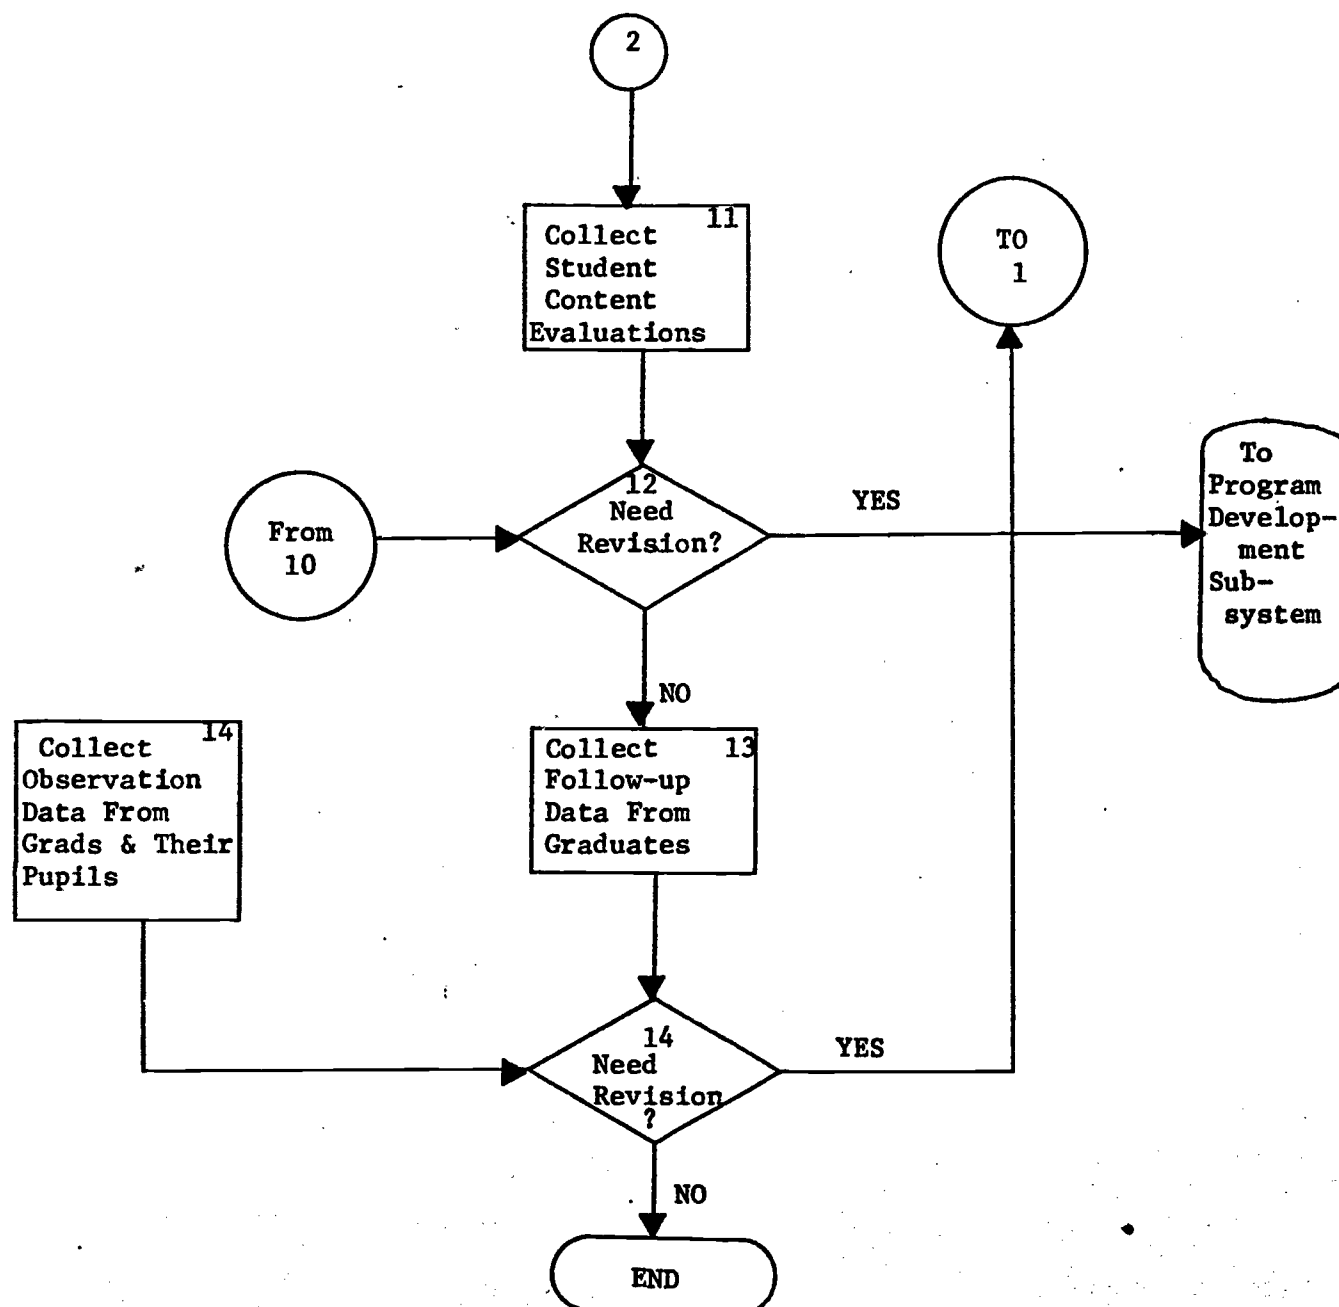 2
11
Collect
Student
Content
Evaluations
TO
1
12
Need
Revision?
YES
From
10
To
Program
Develop-
ment
Sub-
system
NO
14
Collect
Observation
Data From
Grads & Their
Pupils
Collect 13
Follow-up
Data From
Graduates
14
Need
Revision
?
YES
NO
END